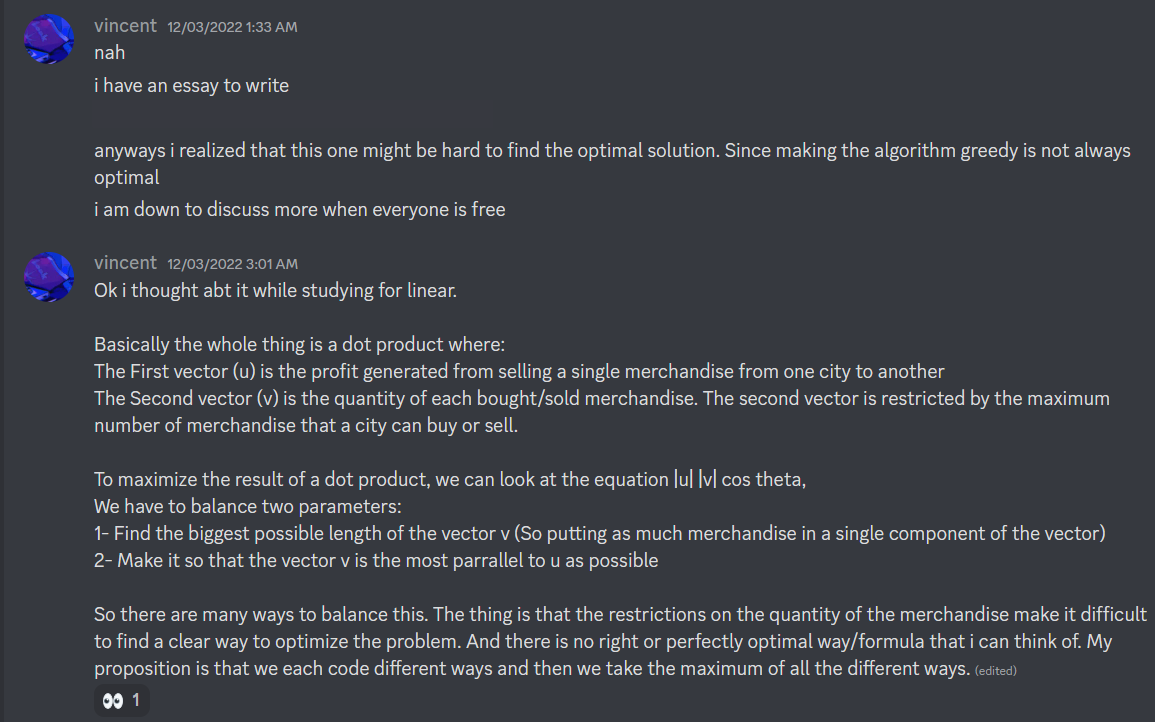 vincent 12/03/2022 1:33 AM
nah
i have an essay to write
anyways i realized that this one might be hard to find the optimal solution. Since making the algorithm greedy is not always
optimal
i am down to discuss more when everyone is free
vincent 12/03/2022 3:01 AM
Ok i thought abt it while studying for linear.
Basically the whole thing is a dot product where:
The First vector (u) is the profit generated from selling a single merchandise from one city to another
The Second vector (v) is the quantity of each bought/sold merchandise. The second vector is restricted by the maximum
number of merchandise that a city can buy or sell.
To maximize the result of a dot product, we can look at the equation |u| |v| cos theta,
We have to balance two parameters:
1- Find the biggest possible length of the vector v (So putting as much merchandise in a single component of the vector)
2- Make it so that the vector v is the most parrallel to u as possible
So there are many ways to balance this. The thing is that the restrictions on the quantity of the merchandise make it difficult
to find a clear way to optimize the problem. And there is no right or perfectly optimal way/formula that i can think of. My
proposition is that we each code different ways and then we take the maximum of all the different ways. (edited)
👀 1